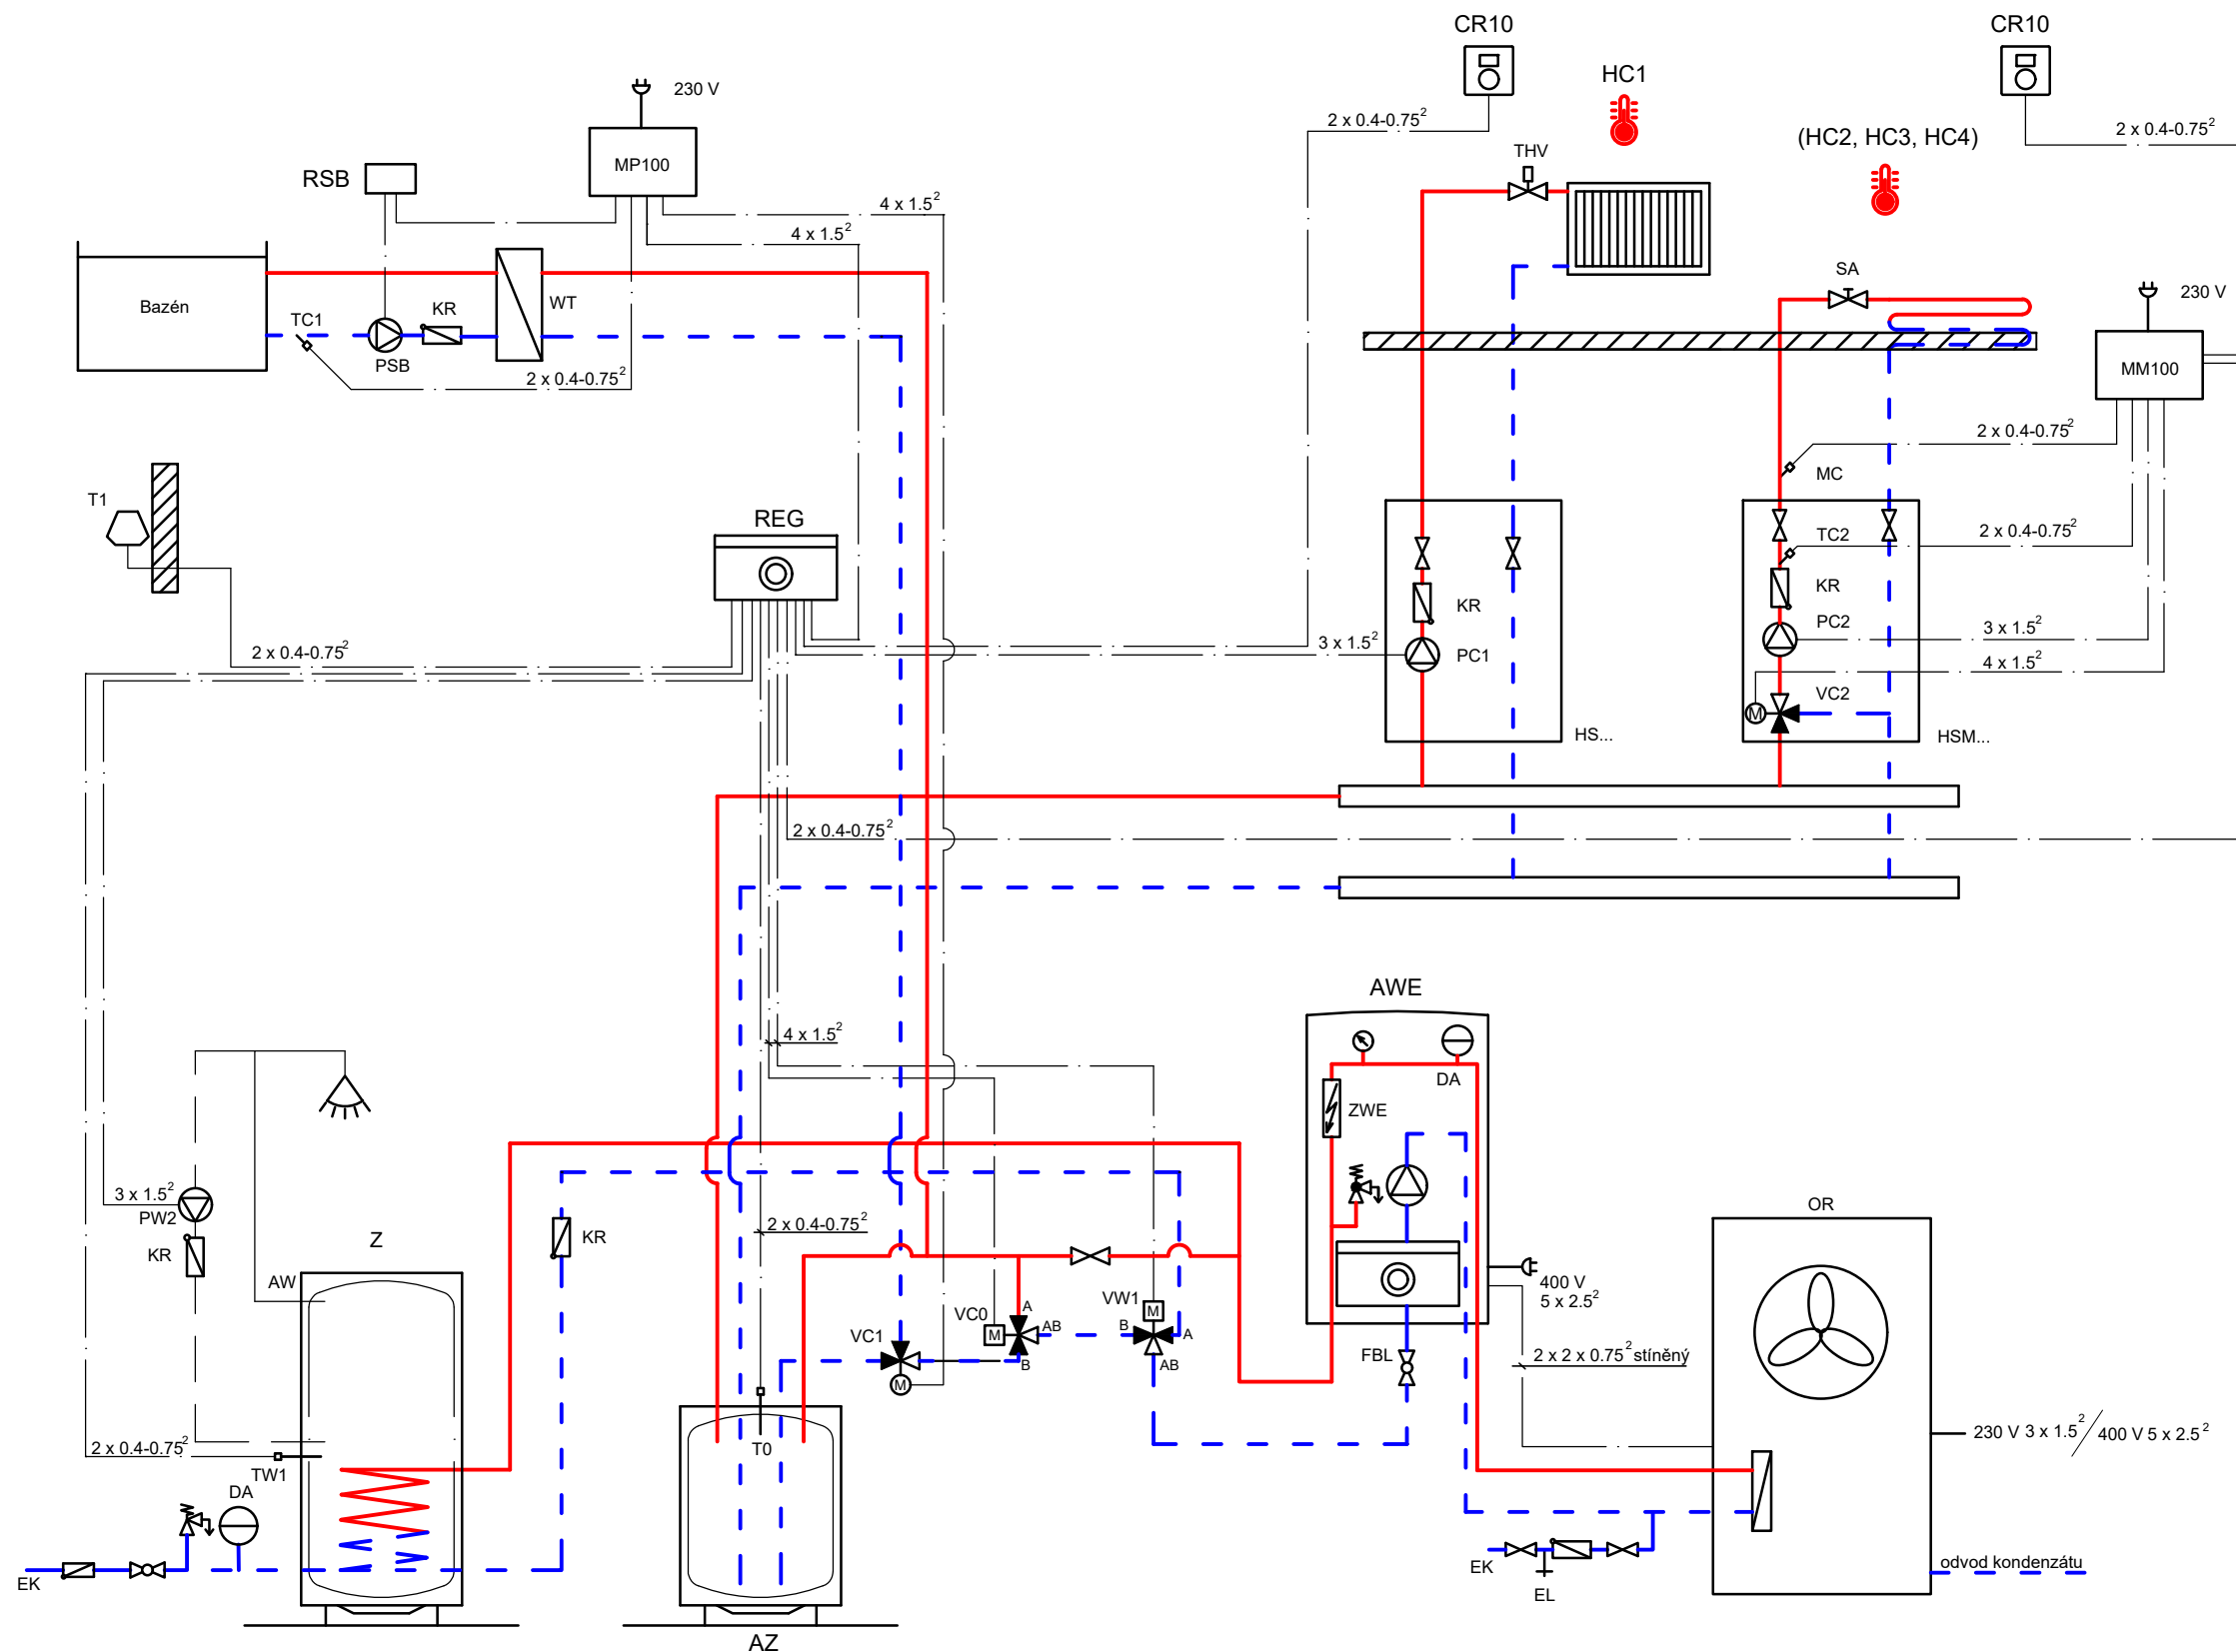 CR10
CR10
HC1
230 V
2 x 0.4-0.75²
2 x 0.4-0.75²
(HC2, HC3, HC4)
THV
MP100
RSB
4 x 1.5²
4 x 1.5²
SA
230 V
Bazén
TC1
KR
WT
PSB
2 x 0.4-0.75²
MM100
2 x 0.4-0.75²
MC
T1
REG
TC2
2 x 0.4-0.75²
KR
KR
PC2
3 x 1.5²
2 x 0.4-0.75²
3 x 1.5²
PC1
4 x 1.5²
VC2
M
HS...
HSM...
2 x 0.4-0.75²
AWE
4 x 1.5²
DA
ZWE
3 x 1.5²
PW2
KR
Z
KR
2 x 0.4-0.75²
OR
AW
400 V
5 x 2.5²
VC0
M
A
AB
B
VW1
M
B
A
AB
VC1
M
FBL
2 x 2 x 0.75² stíněný
230 V 3 x 1.5² / 400 V 5 x 2.5²
2 x 0.4-0.75²
TW1
T0
DA
EK
EK
EL
odvod kondenzátu
AZ